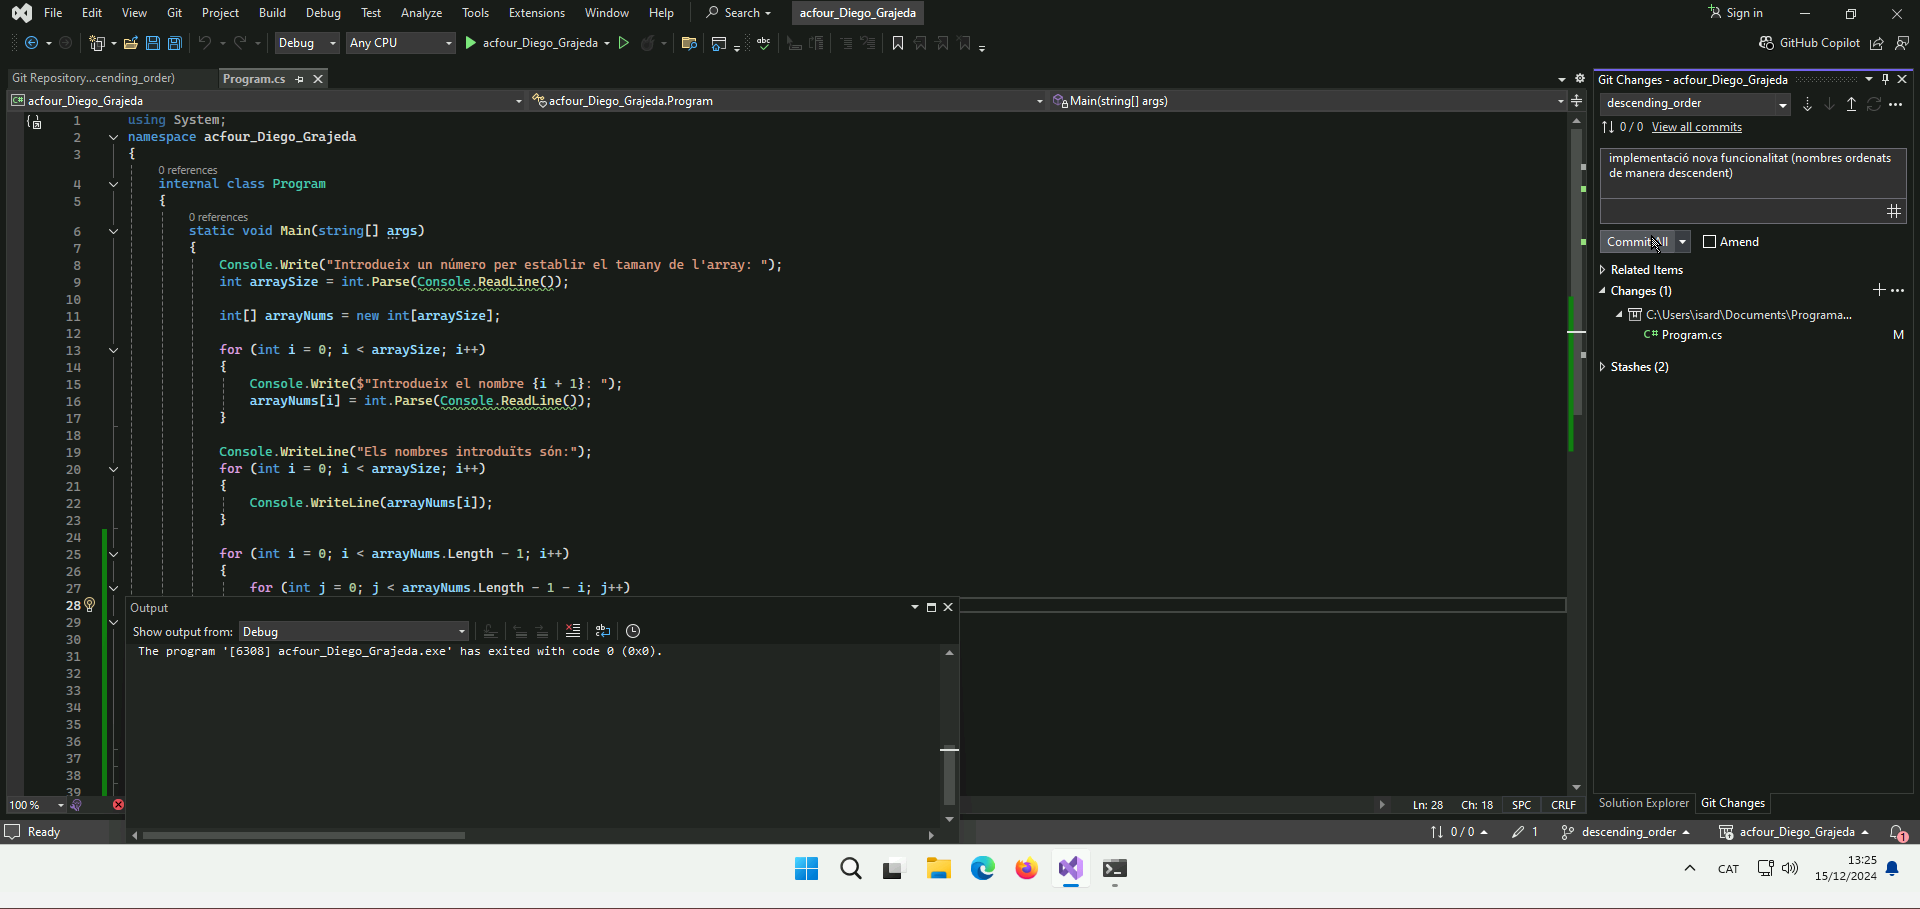 File Edit View Git Project Build Debug Test Analyze Tools Extensions Window Help Search acfour_Diego_Grajeda Sign in
Debug Any CPU acfour_Diego_Grajeda GitHub Copilot
Git Repository...cending_order) Program.cs
acfour_Diego_Grajeda acfour_Diego_Grajeda.Program Main(string[] args)
1 using System;
2 namespace acfour_Diego_Grajeda
3 {
0 references
4 internal class Program
5 {
0 references
6 static void Main(string[] args)
7 {
8 Console.Write("Introdueix un número per establir el tamany de l'array: ");
9 int arraySize = int.Parse(Console.ReadLine());
10
11 int[] arrayNums = new int[arraySize];
12
13 for (int i = 0; i < arraySize; i++)
14 {
15 Console.Write($"Introdueix el nombre {i + 1}: ");
16 arrayNums[i] = int.Parse(Console.ReadLine());
17 }
18
19 Console.WriteLine("Els nombres introduïts són:");
20 for (int i = 0; i < arraySize; i++)
21 {
22 Console.WriteLine(arrayNums[i]);
23 }
24
25 for (int i = 0; i < arrayNums.Length - 1; i++)
26 {
27 for (int j = 0; j < arrayNums.Length - 1 - i; j++)
28
29
30
31
32
33
34
35
36
37
38
39
Output
Show output from: Debug
The program '[6308] acfour_Diego_Grajeda.exe' has exited with code 0 (0x0).
100 % Ln: 28 Ch: 18 SPC CRLF
Git Changes - acfour_Diego_Grajeda
descending_order
0 / 0 View all commits
implementació nova funcionalitat (nombres ordenats
de manera descendent)
Commit All Amend
Related Items
Changes (1)
C:\Users\isard\Documents\Programa...
C# Program.cs M
Stashes (2)
Solution Explorer Git Changes
Ready 0 / 0 1 descending_order acfour_Diego_Grajeda 1
CAT 13:25
15/12/2024